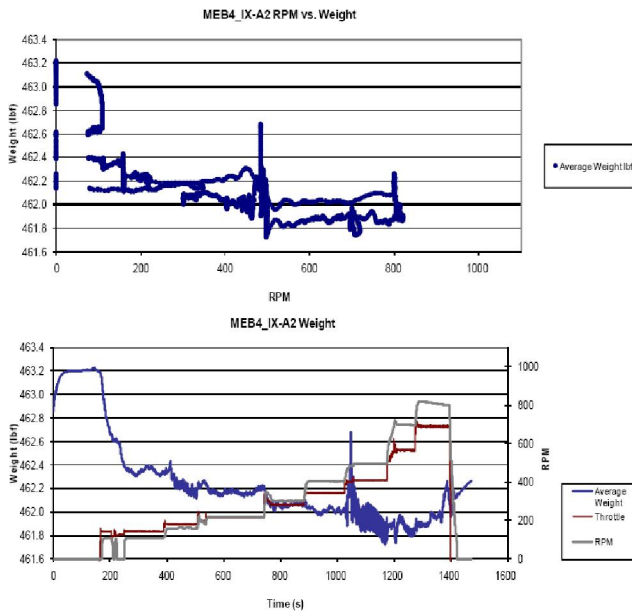 MEB4_IX-A2 RPM vs. Weight
Weight (lbf)
463.4
463.2
463.0
462.8
462.6
462.4
462.2
462.0
461.8
461.6
0 200 400 600 800 1000
RPM
Average Weight lbf
MEB4_IX-A2 Weight
Weight (lbf)
463.4
463.2
463.0
462.8
462.6
462.4
462.2
462.0
461.8
461.6
1000
800
600
400
200
0
RPM
0 200 400 600 800 1000 1200 1400 1600
Time (s)
Average
Weight
Throttle
RPM